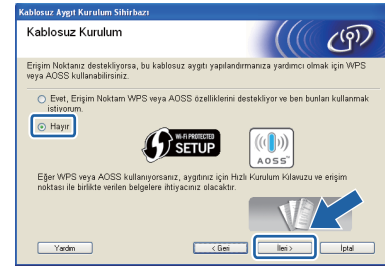 Kablosuz Aygıt Kurulum Sihirbazı
Kablosuz Kurulum
Erişim Noktanız destekliyorsa, bu kablosuz aygıtı yapılandırmanıza yardımcı olmak için WPS
veya AOSS kullanabilirsiniz.
Evet, Erişim Noktam WPS veya AOSS özelliklerini destekliyor ve ben bunları kullanmak
istiyorum.
Hayır
Wi-Fi PROTECTED
SETUP
AOSS™
Eğer WPS veya AOSS kullanıyorsanız, aygıtınız için Hızlı Kurulum Kılavuzu ve erişim
noktası ile birlikte verilen belgelere ihtiyacınız olacaktır.
Yardım
< Geri
İleri >
İptal